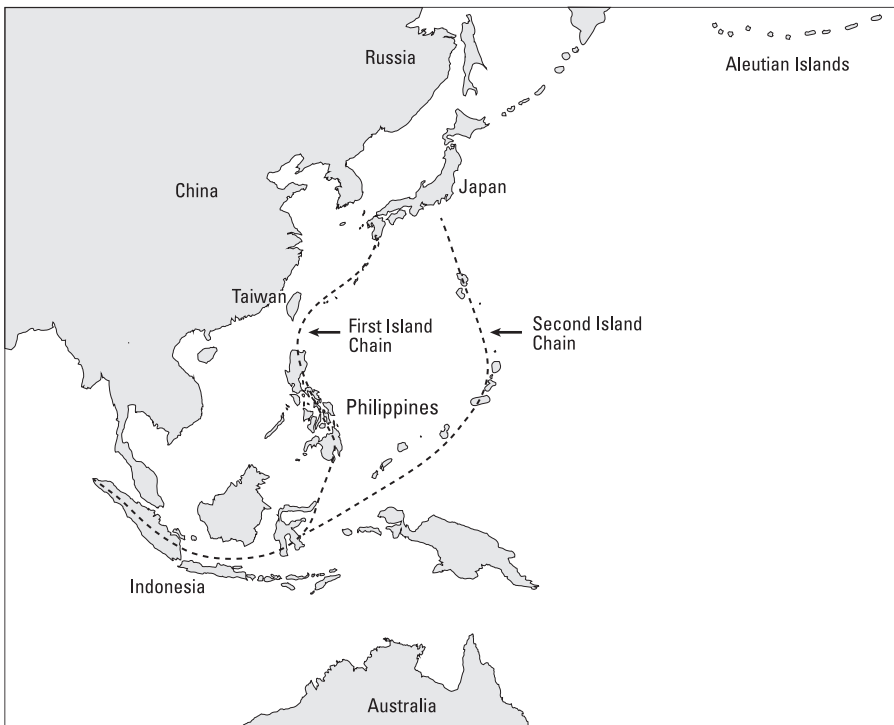 Russia
Aleutian Islands
China
Japan
Taiwan
First Island
Chain
Second Island
Chain
Philippines
Indonesia
Australia